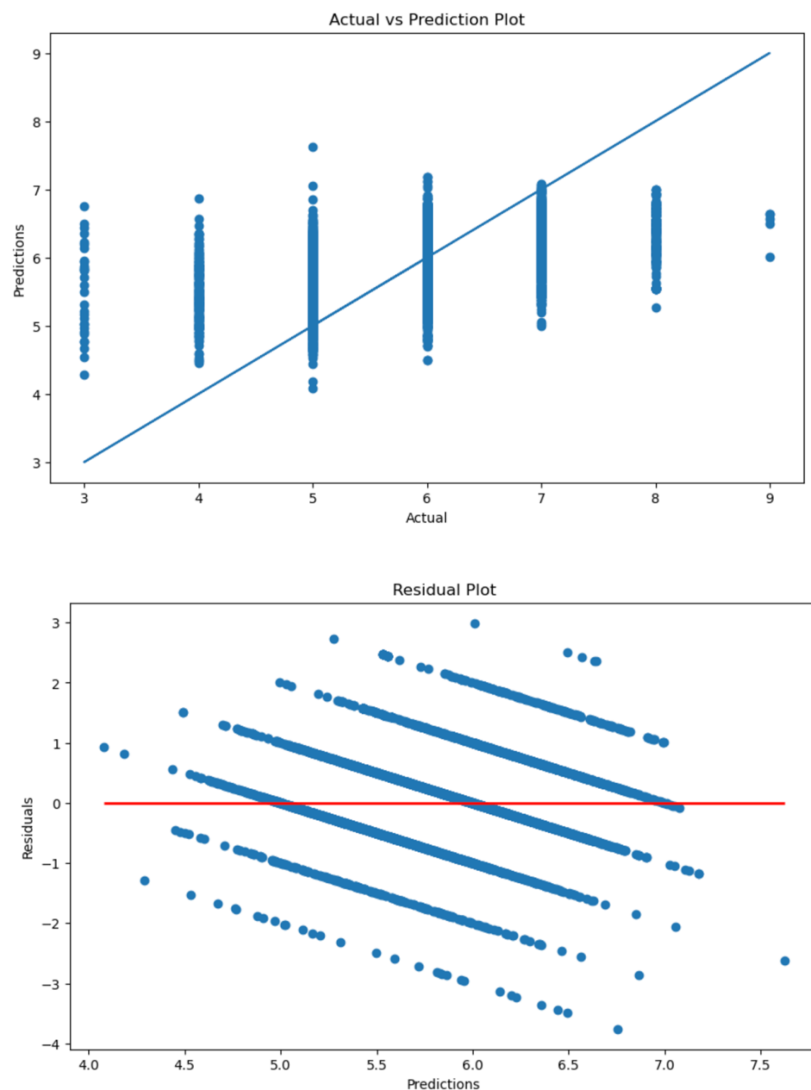 Actual vs Prediction Plot
9
8
7
6
5
4
3
Predictions
3 4 5 6 7 8 9
Actual
Residual Plot
3
2
1
0
−1
−2
−3
−4
Residuals
4.0 4.5 5.0 5.5 6.0 6.5 7.0 7.5
Predictions